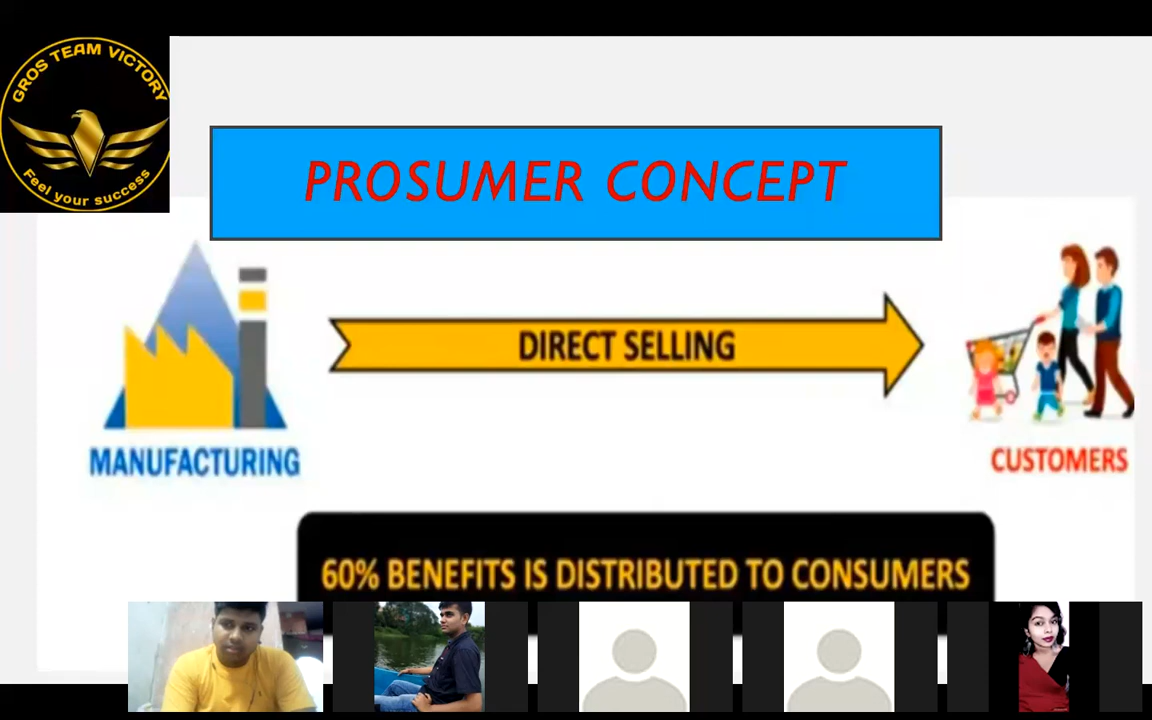 GROS TEAM VICTORY
Feel your success
PROSUMER CONCEPT
DIRECT SELLING
MANUFACTURING
CUSTOMERS
60% BENEFITS IS DISTRIBUTED TO CONSUMERS